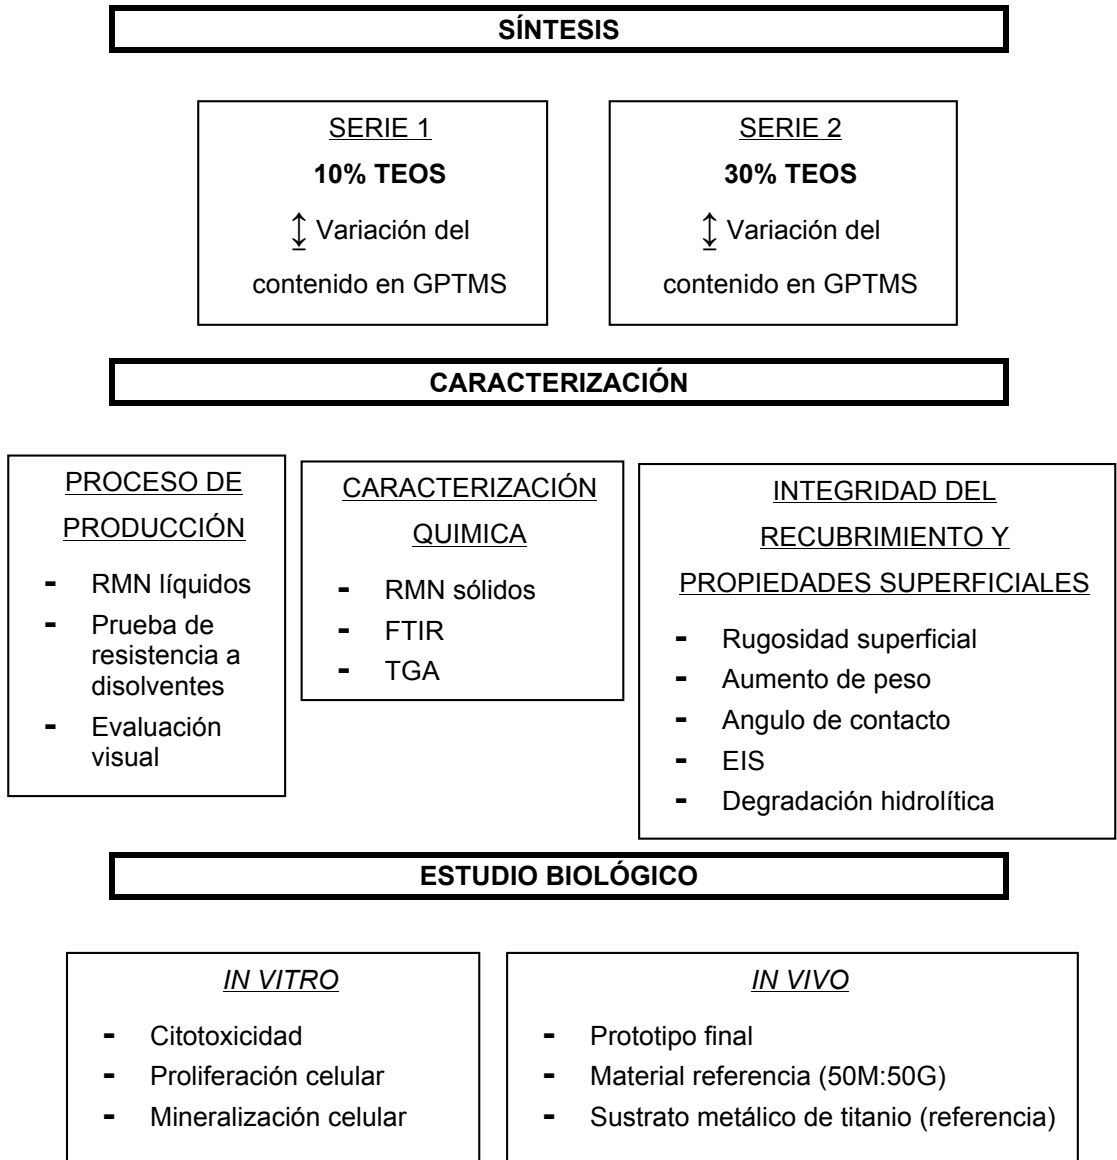 SÍNTESIS
SERIE 1
10% TEOS
↕ Variación del
contenido en GPTMS
SERIE 2
30% TEOS
↕ Variación del
contenido en GPTMS
CARACTERIZACIÓN
PROCESO DE
PRODUCCIÓN
- RMN líquidos
- Prueba de
resistencia a
disolventes
- Evaluación
visual
CARACTERIZACIÓN
QUIMICA
- RMN sólidos
- FTIR
- TGA
INTEGRIDAD DEL
RECUBRIMIENTO Y
PROPIEDADES SUPERFICIALES
- Rugosidad superficial
- Aumento de peso
- Angulo de contacto
- EIS
- Degradación hidrolítica
ESTUDIO BIOLÓGICO
IN VITRO
- Citotoxicidad
- Proliferación celular
- Mineralización celular
IN VIVO
- Prototipo final
- Material referencia (50M:50G)
- Sustrato metálico de titanio (referencia)